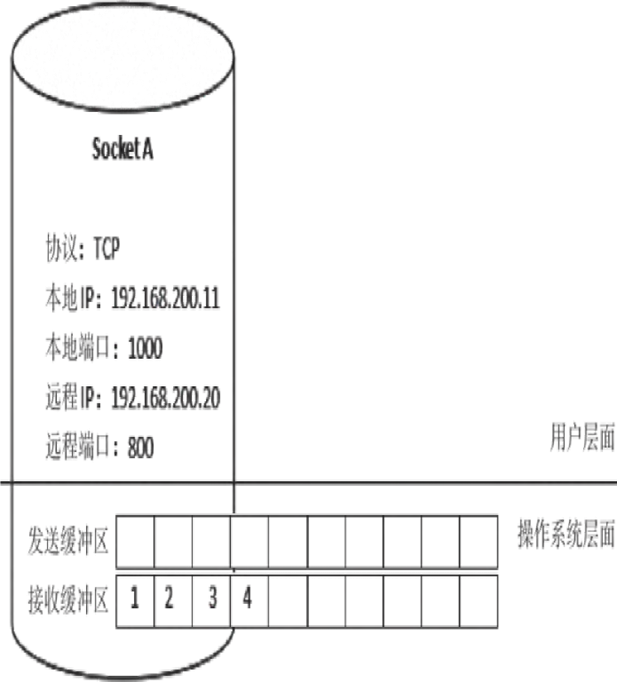 Socket A
协议：TCP
本地IP：192.168.200.11
本地端口：1000
远程IP：192.168.200.20
远程端口：800
用户层面
操作系统层面
发送缓冲区
接收缓冲区 1 2 3 4